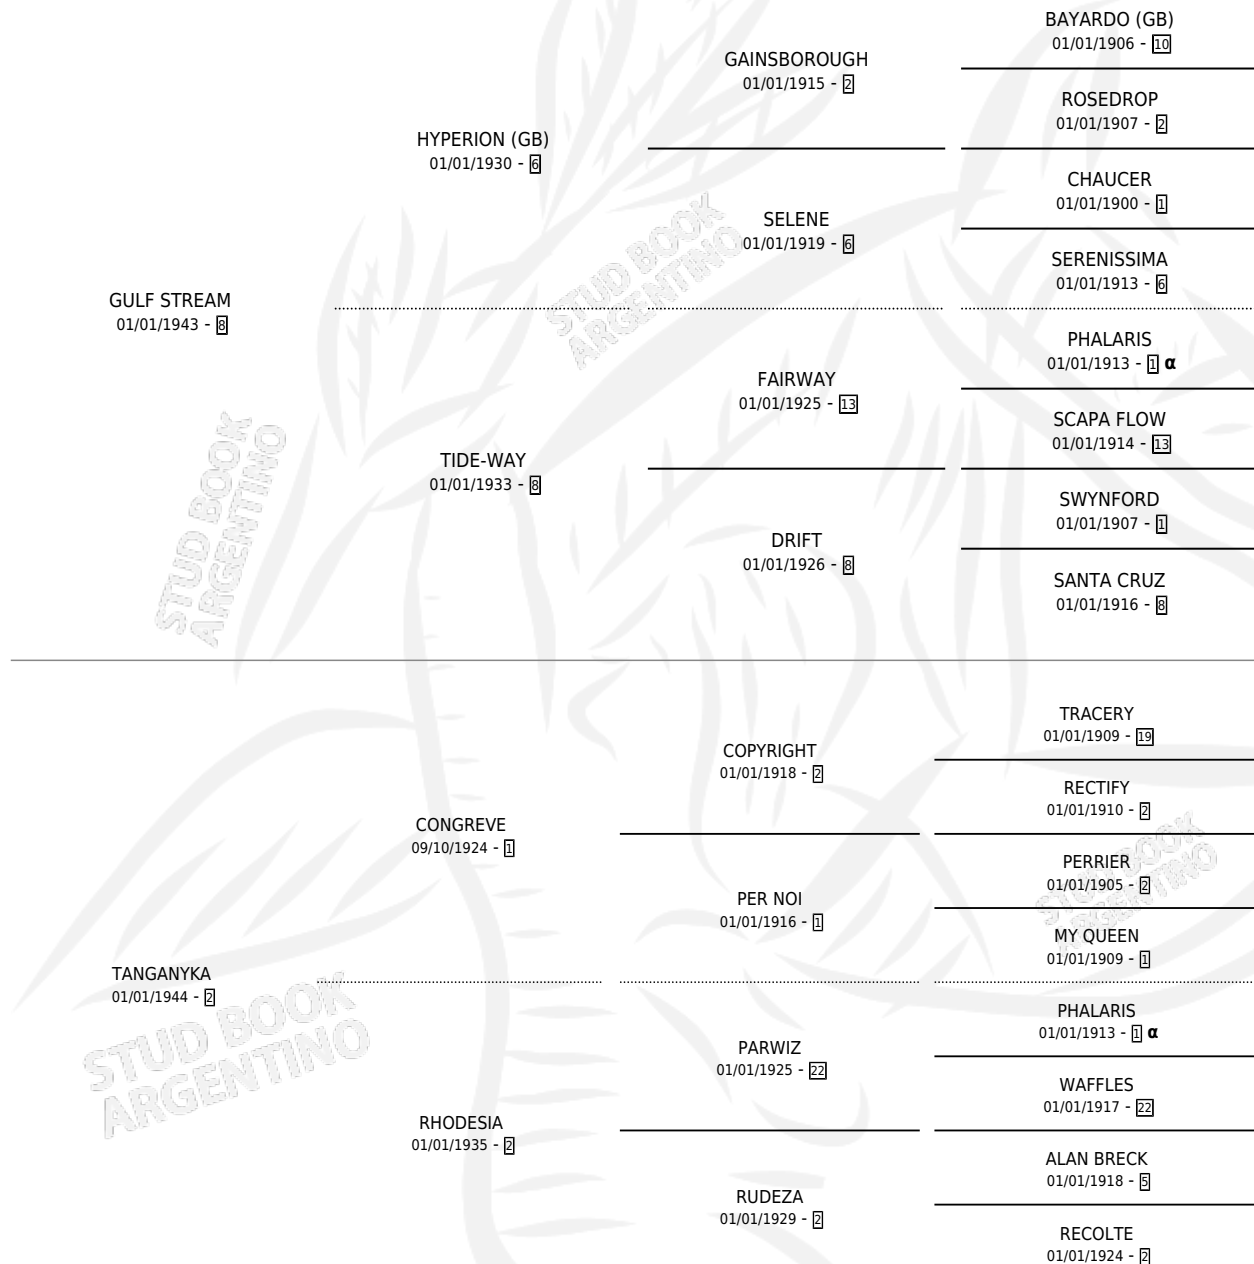 BAYARDO (GB)
01/01/1906 - 10
GAINSBOROUGH
01/01/1915 - 2
ROSEDROP
01/01/1907 - 2
HYPERION (GB)
01/01/1930 - 6
CHAUCER
01/01/1900 - 1
SELENE
01/01/1919 - 6
SERENISSIMA
01/01/1913 - 6
GULF STREAM
01/01/1943 - 8
PHALARIS
01/01/1913 - 1 α
FAIRWAY
01/01/1925 - 13
SCAPA FLOW
01/01/1914 - 13
TIDE-WAY
01/01/1933 - 8
SWYNFORD
01/01/1907 - 1
DRIFT
01/01/1926 - 8
SANTA CRUZ
01/01/1916 - 8
TRACERY
01/01/1909 - 19
COPYRIGHT
01/01/1918 - 2
RECTIFY
01/01/1910 - 2
CONGREVE
09/10/1924 - 1
PERRIER
01/01/1905 - 2
PER NOI
01/01/1916 - 1
MY QUEEN
01/01/1909 - 1
TANGANYKA
01/01/1944 - 2
PHALARIS
01/01/1913 - 1 α
PARWIZ
01/01/1925 - 22
WAFFLES
01/01/1917 - 22
RHODESIA
01/01/1935 - 2
ALAN BRECK
01/01/1918 - 5
RUDEZA
01/01/1929 - 2
RECOLTE
01/01/1924 - 2
STUD BOOK
ARGENTINO
STUD BOOK
ARGENTINO
STUD BOOK
ARGENTINO
STUD BOOK
ARGENTINO